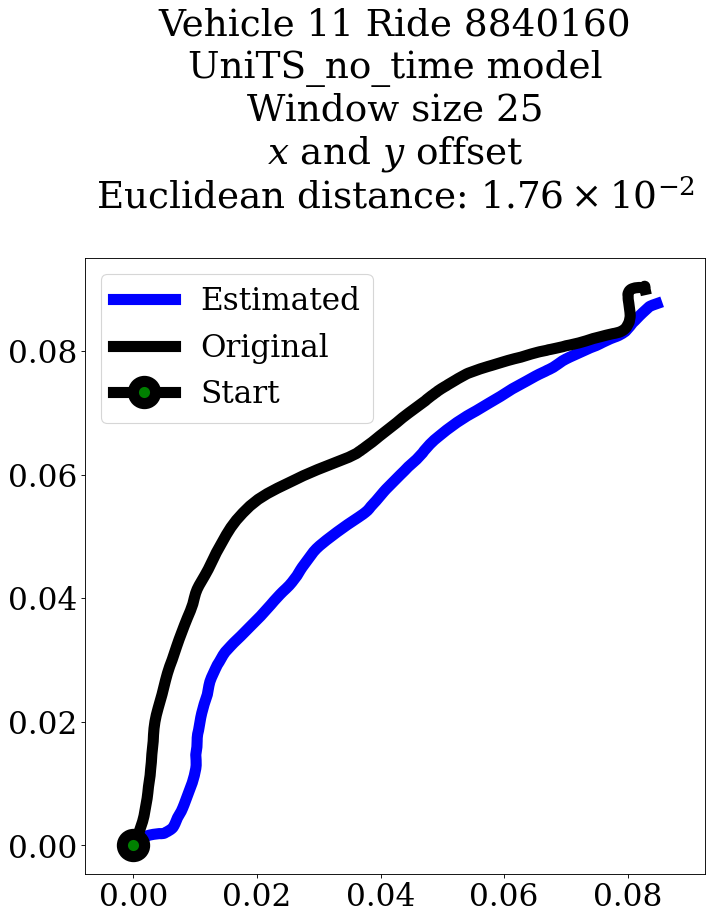 Vehicle 11 Ride 8840160
UniTS_no_time model
Window size 25
x and y offset
Euclidean distance: 1.76 × 10⁻²
Estimated
Original
Start
0.08
0.06
0.04
0.02
0.00
0.00 0.02 0.04 0.06 0.08